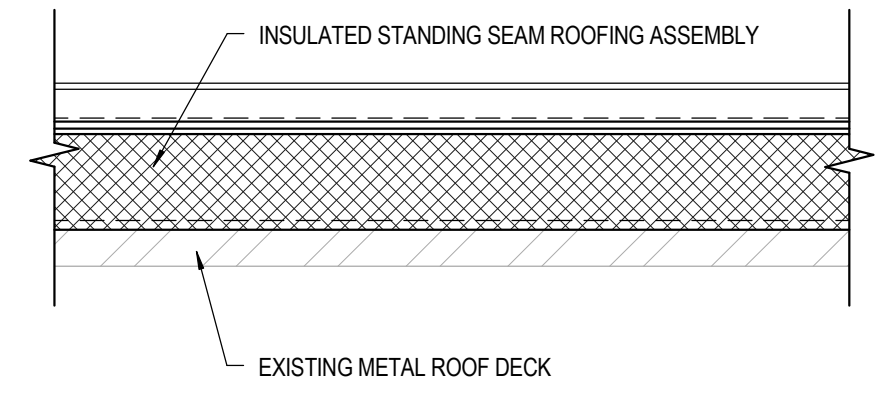 INSULATED STANDING SEAM ROOFING ASSEMBLY
EXISTING METAL ROOF DECK